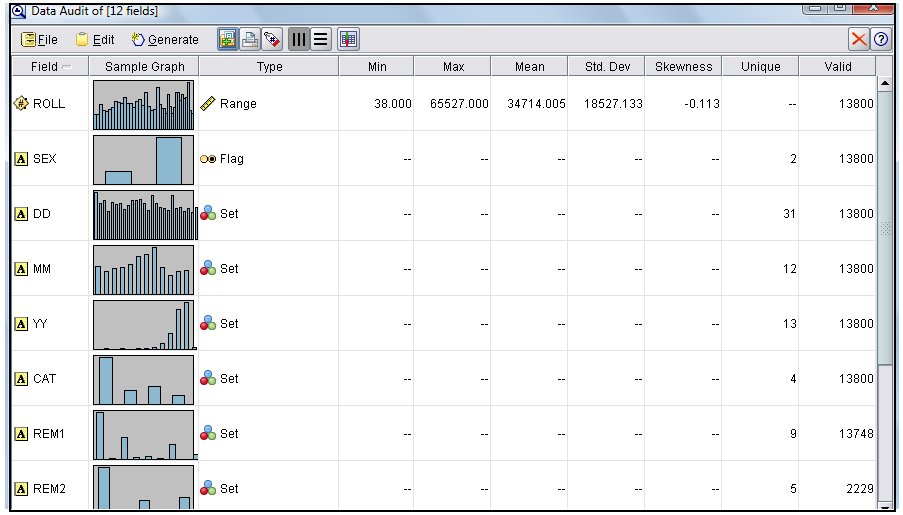 Data Audit of [12 fields]
File Edit Generate
Field Sample Graph Type Min Max Mean Std. Dev Skewness Unique Valid
# ROLL Range 38.000 65527.000 34714.005 18527.133 -0.113 -- 13800
A SEX Flag -- -- -- -- -- 2 13800
A DD Set -- -- -- -- -- 31 13800
A MM Set -- -- -- -- -- 12 13800
A YY Set -- -- -- -- -- 13 13800
A CAT Set -- -- -- -- -- 4 13800
A REM1 Set -- -- -- -- -- 9 13748
A REM2 Set -- -- -- -- -- 5 2229